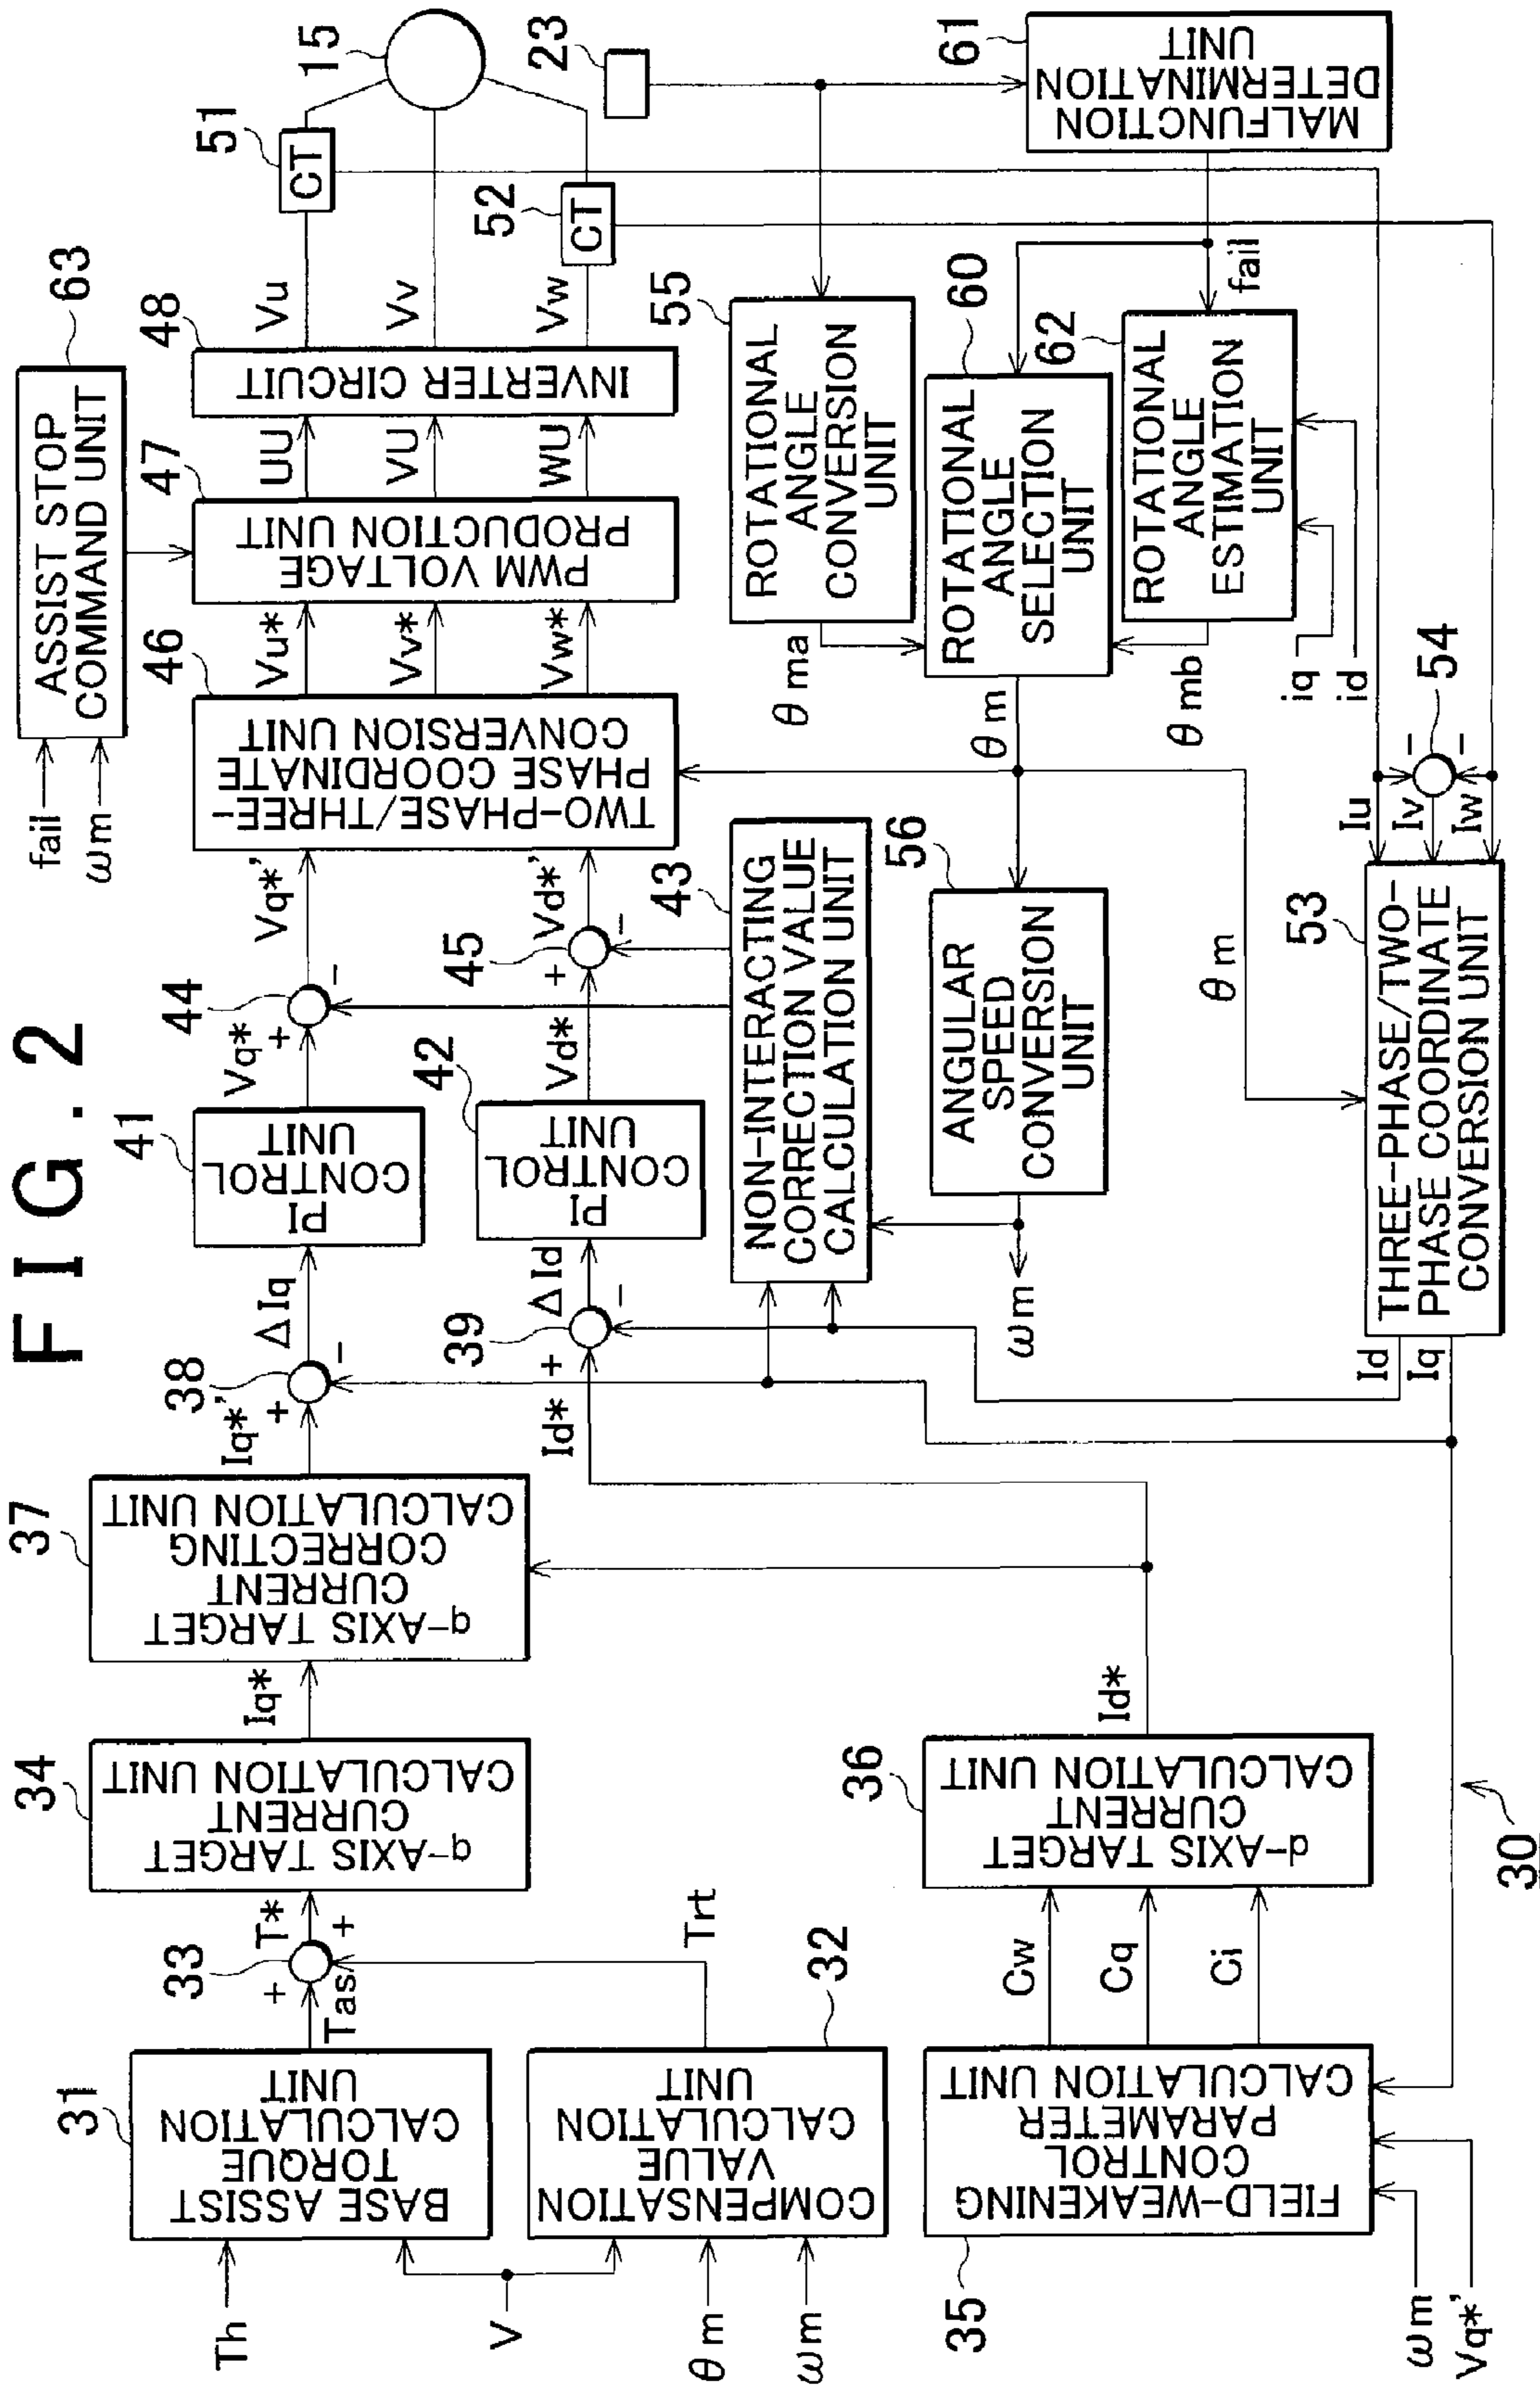 FIG. 2
Th
V
θm
ωm
31
BASE ASSIST
TORQUE
CALCULATION
UNIT
32
COMPENSATION
VALUE
CALCULATION
UNIT
Tas
Trt
33
+
+
T*
34
q-AXIS TARGET
CURRENT
CALCULATION UNIT
Iq*
37
q-AXIS TARGET
CURRENT
CORRECTING
CALCULATION UNIT
Iq*'
38
+
-
ΔIq
41
PI
CONTROL
UNIT
Vq*
44
+
-
Vq*'
35
FIELD-WEAKENING
CONTROL
PARAMETER
CALCULATION UNIT
ωm
Vq*'
Cw
Cq
Ci
36
d-AXIS TARGET
CURRENT
CALCULATION UNIT
Id*
Id*
39
+
-
ΔId
42
PI
CONTROL
UNIT
Vd*
45
+
-
Vd*'
43
NON-INTERACTING
CORRECTION VALUE
CALCULATION UNIT
fail
ωm
63
ASSIST STOP
COMMAND UNIT
46
TWO-PHASE/THREE-
PHASE COORDINATE
CONVERSION UNIT
Vu*
Vv*
Vw*
47
PWM VOLTAGE
PRODUCTION UNIT
UU
VU
WU
48
INVERTER CIRCUIT
Vu
Vv
Vw
51
CT
52
CT
15
23
56
ANGULAR
SPEED
CONVERSION
UNIT
ωm
55
ROTATIONAL
ANGLE
CONVERSION
UNIT
θma
60
ROTATIONAL
ANGLE
SELECTION
UNIT
θm
62
ROTATIONAL
ANGLE
ESTIMATION
UNIT
θmb
iq
id
fail
61
MALFUNCTION
DETERMINATION
UNIT
θm
53
THREE-PHASE/TWO-
PHASE COORDINATE
CONVERSION UNIT
Id
Iq
Iu
Iv
Iw
54
-
-
30